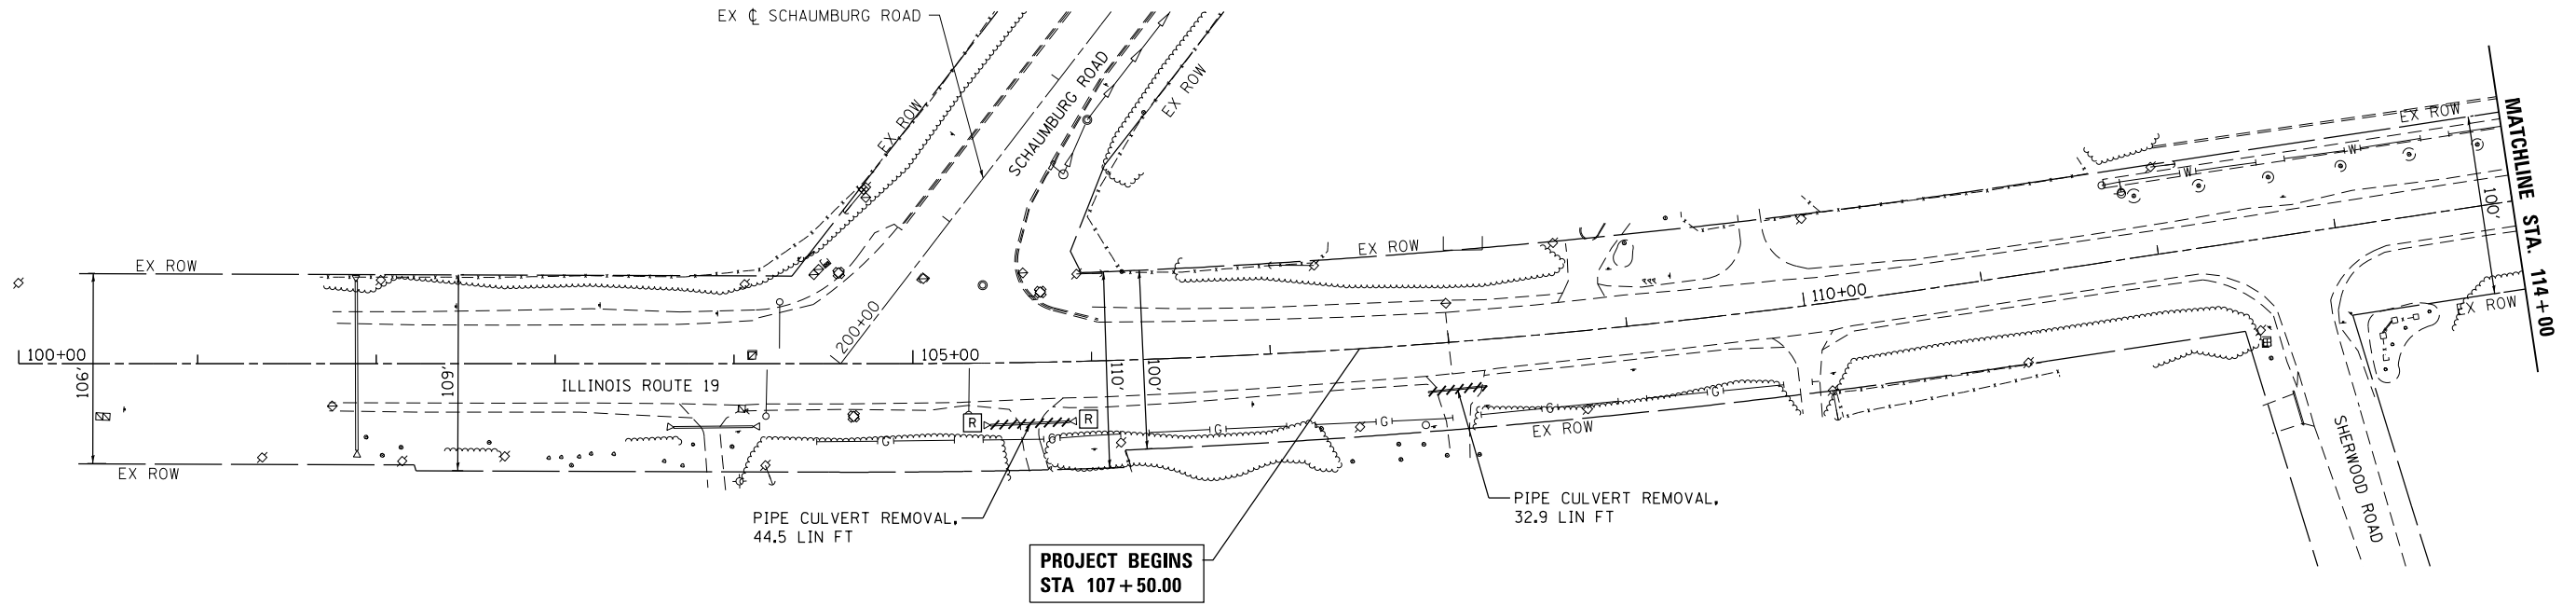 EX ℄ SCHAUMBURG ROAD
EX ROW
SCHAUMBURG ROAD
EX ROW
EX ROW
W
W
MATCHLINE STA. 114+00
100'
EX ROW
EX ROW
EX ROW
110+00
200+00
100+00
105+00
106'
109'
110'
100'
ILLINOIS ROUTE 19
R
R
G
G
G
G
G
EX ROW
EX ROW
SHERWOOD ROAD
PIPE CULVERT REMOVAL,
44.5 LIN FT
PIPE CULVERT REMOVAL,
32.9 LIN FT
PROJECT BEGINS
STA 107+50.00